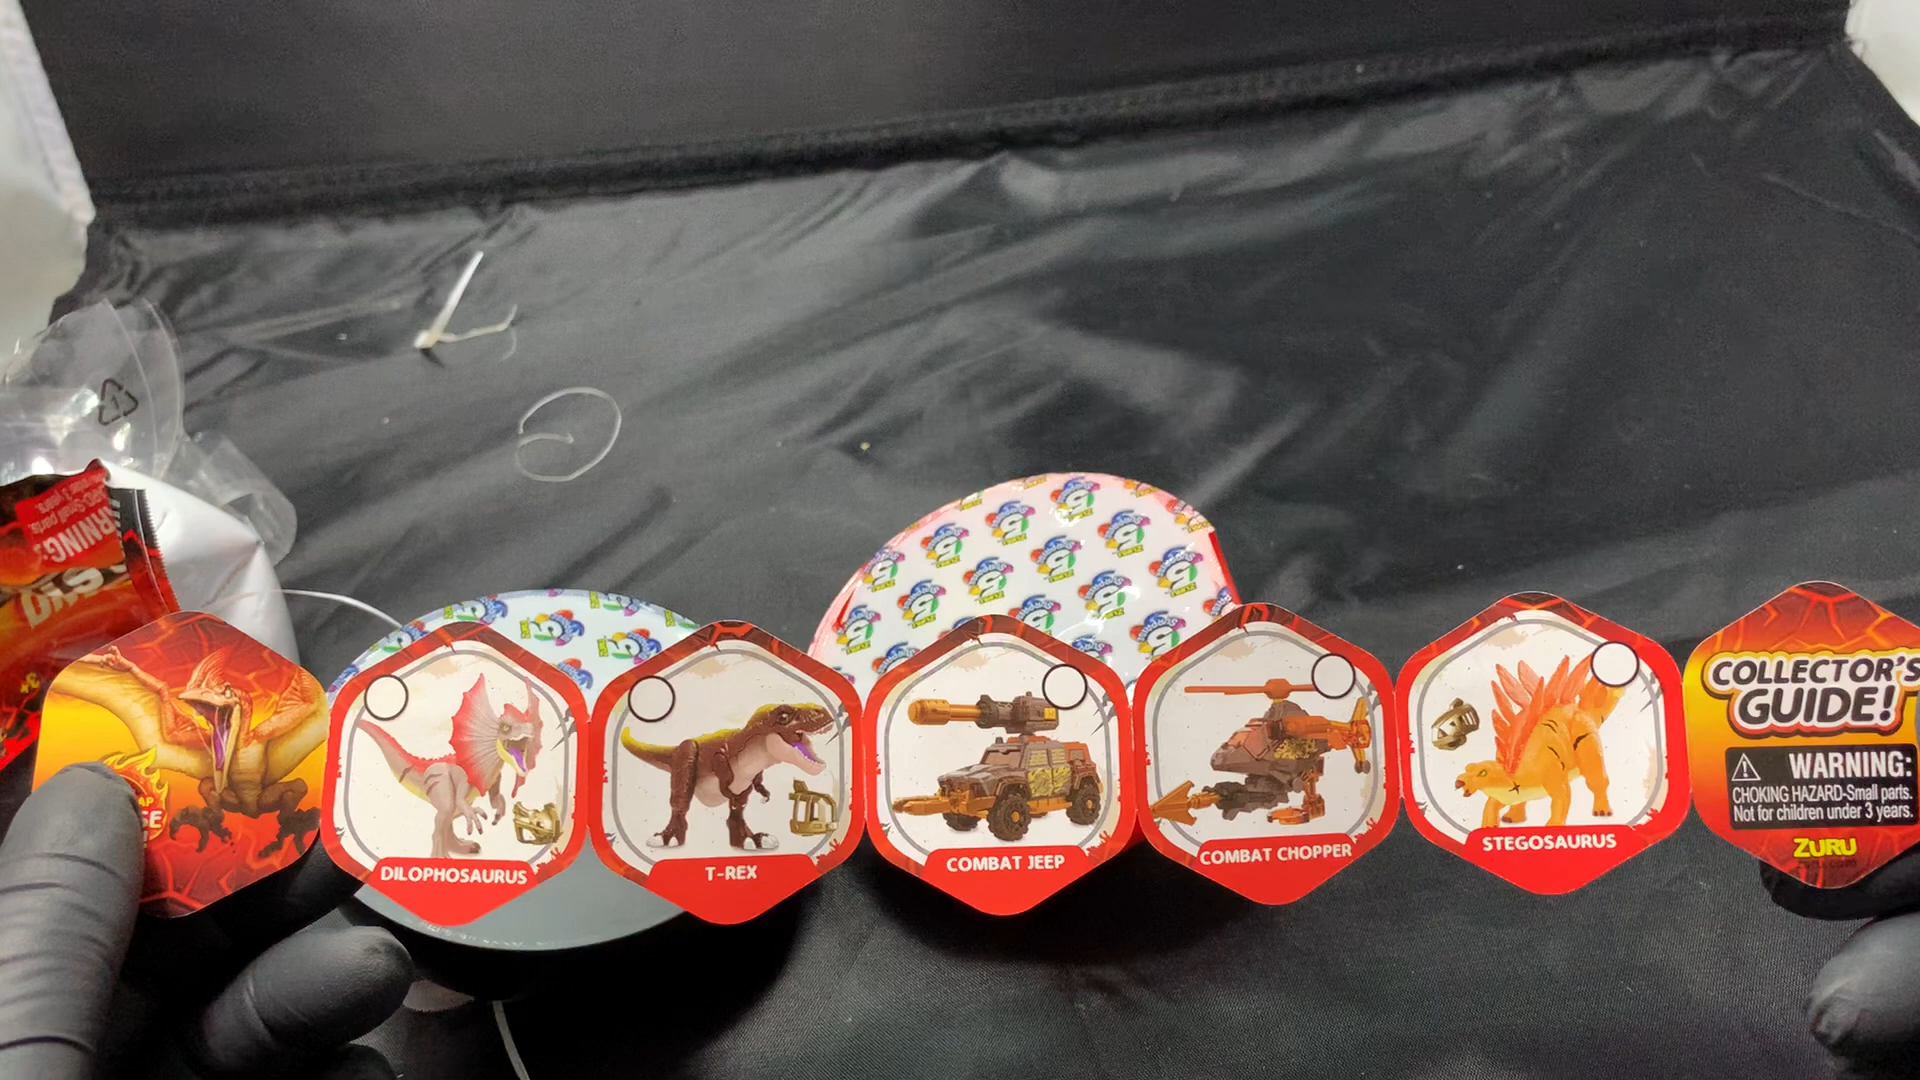 DILOPHOSAURUS
T-REX
COMBAT JEEP
COMBAT CHOPPER
STEGOSAURUS
COLLECTOR'S
GUIDE!
WARNING:
CHOKING HAZARD-Small parts.
Not for children under 3 years.
ZURU